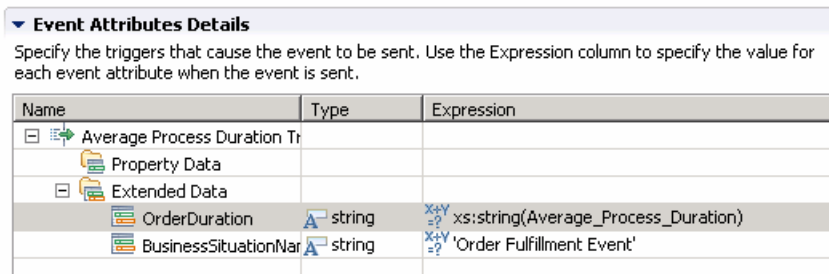 Event Attributes Details
Specify the triggers that cause the event to be sent. Use the Expression column to specify the value for
each event attribute when the event is sent.
Name Type Expression
Average Process Duration Tr
Property Data
Extended Data
OrderDuration string xs:string(Average_Process_Duration)
BusinessSituationNar string 'Order Fulfillment Event'